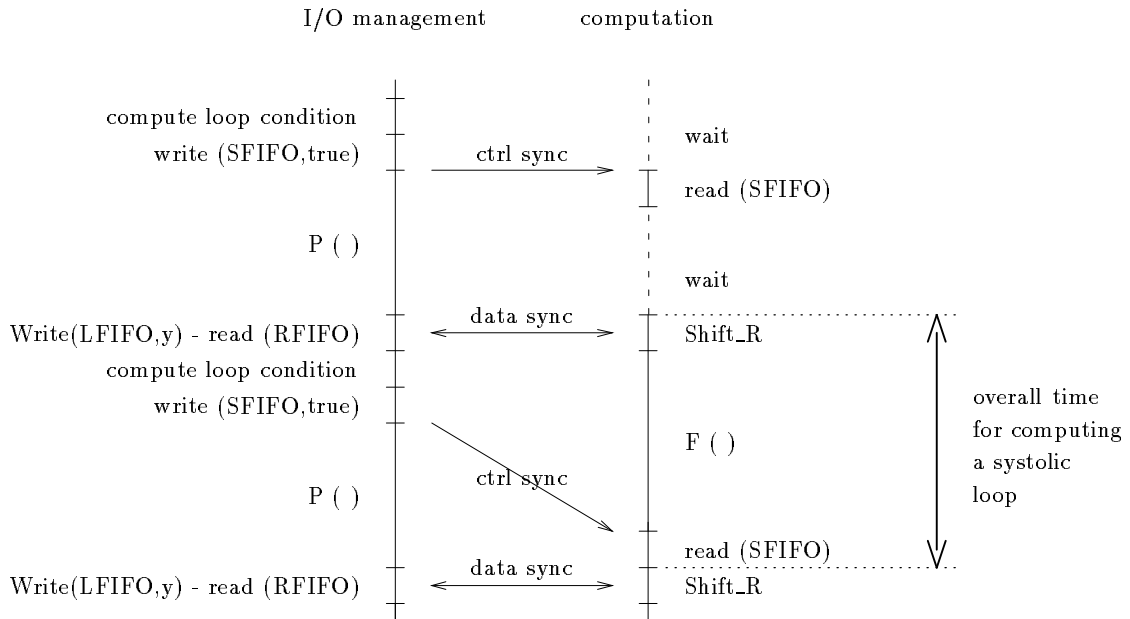 I/O management computation
compute loop condition
wait
write (SFIFO,true) ctrl sync
read (SFIFO)
P ( )
wait
data sync
Write(LFIFO,y) - read (RFIFO) Shift_R
compute loop condition
overall time
write (SFIFO,true)
for computing
F ( )
a systolic
ctrl sync
P ( ) loop
read (SFIFO)
data sync
Write(LFIFO,y) - read (RFIFO) Shift_R